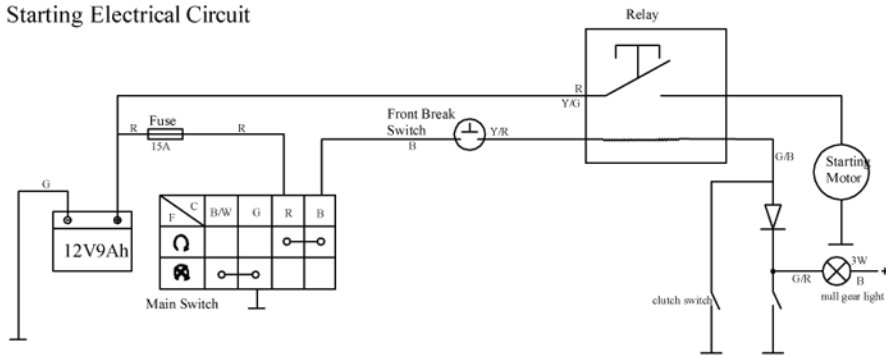 Starting Electrical Circuit
Relay
R
Y/G
Fuse
R
R
15A
Front Break
Switch
B
Y/R
G/B
Starting
Motor
G
12V9Ah
C
F
B/W
G
R
B
Main Switch
clutch switch
G/R
3W
B
+
null gear light